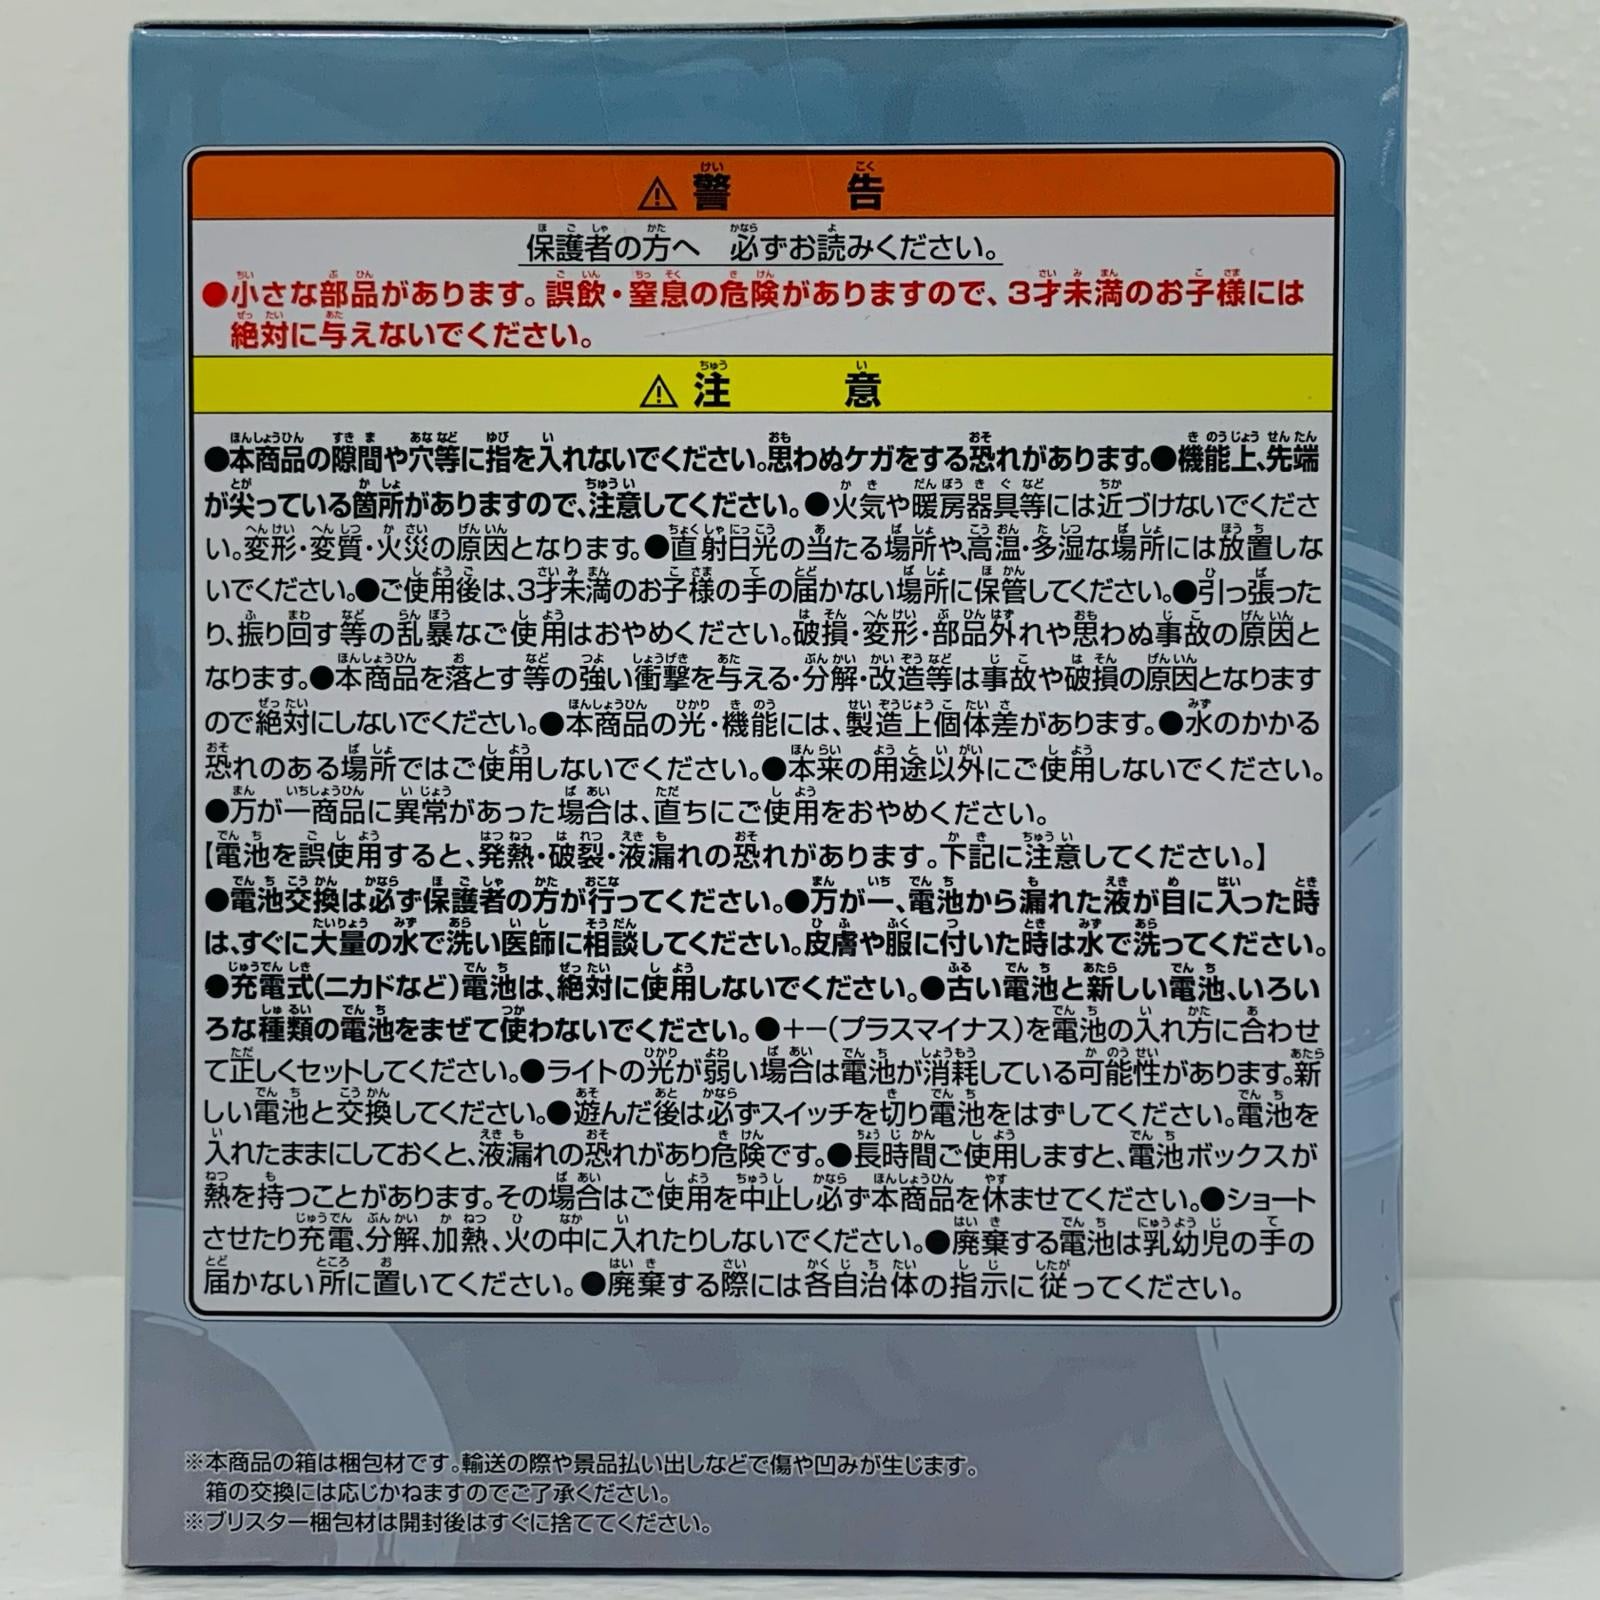 ⚠ 警告
保護者の方へ 必ずお読みください。
●小さな部品があります。誤飲・窒息の危険がありますので、3才未満のお子様には
絶対に与えないでください。
⚠ 注意
●本商品の隙間や穴等に指を入れないでください。思わぬケガをする恐れがあります。●機能上、先端
が尖っている箇所がありますので、注意してください。●火気や暖房器具等には近づけないでくださ
い。変形・変質・火災の原因となります。●直射日光の当たる場所や、高温・多湿な場所には放置しな
いでください。●ご使用後は、3才未満のお子様の手の届かない場所に保管してください。●引っ張った
り、振り回す等の乱暴なご使用はおやめください。破損・変形・部品外れや思わぬ事故の原因と
なります。●本商品を落とす等の強い衝撃を与える・分解・改造等は事故や破損の原因となります
ので絶対にしないでください。●本商品の光・機能には、製造上個体差があります。●水のかかる
恐れのある場所ではご使用しないでください。●本来の用途以外にご使用しないでください。
●万が一商品に異常があった場合は、直ちにご使用をおやめください。
【電池を誤使用すると、発熱・破裂・液漏れの恐れがあります。下記に注意してください。】
●電池交換は必ず保護者の方が行ってください。●万が一、電池から漏れた液が目に入った時
は、すぐに大量の水で洗い医師に相談してください。皮膚や服に付いた時は水で洗ってください。
●充電式(ニカドなど)電池は、絶対に使用しないでください。●古い電池と新しい電池、いろい
ろな種類の電池をまぜて使わないでください。●＋−(プラスマイナス)を電池の入れ方に合わせ
て正しくセットしてください。●ライトの光が弱い場合は電池が消耗している可能性があります。新
しい電池と交換してください。●遊んだ後は必ずスイッチを切り電池をはずしてください。電池を
入れたままにしておくと、液漏れの恐れがあり危険です。●長時間ご使用しますと、電池ボックスが
熱を持つことがあります。その場合はご使用を中止し必ず本商品を休ませてください。●ショート
させたり充電、分解、加熱、火の中に入れたりしないでください。●廃棄する電池は乳幼児の手の
届かない所に置いてください。●廃棄する際には各自治体の指示に従ってください。
※本商品の箱は梱包材です。輸送の際や景品払い出しなどで傷や凹みが生じます。
箱の交換には応じかねますのでご了承ください。
※ブリスター梱包材は開封後はすぐに捨ててください。